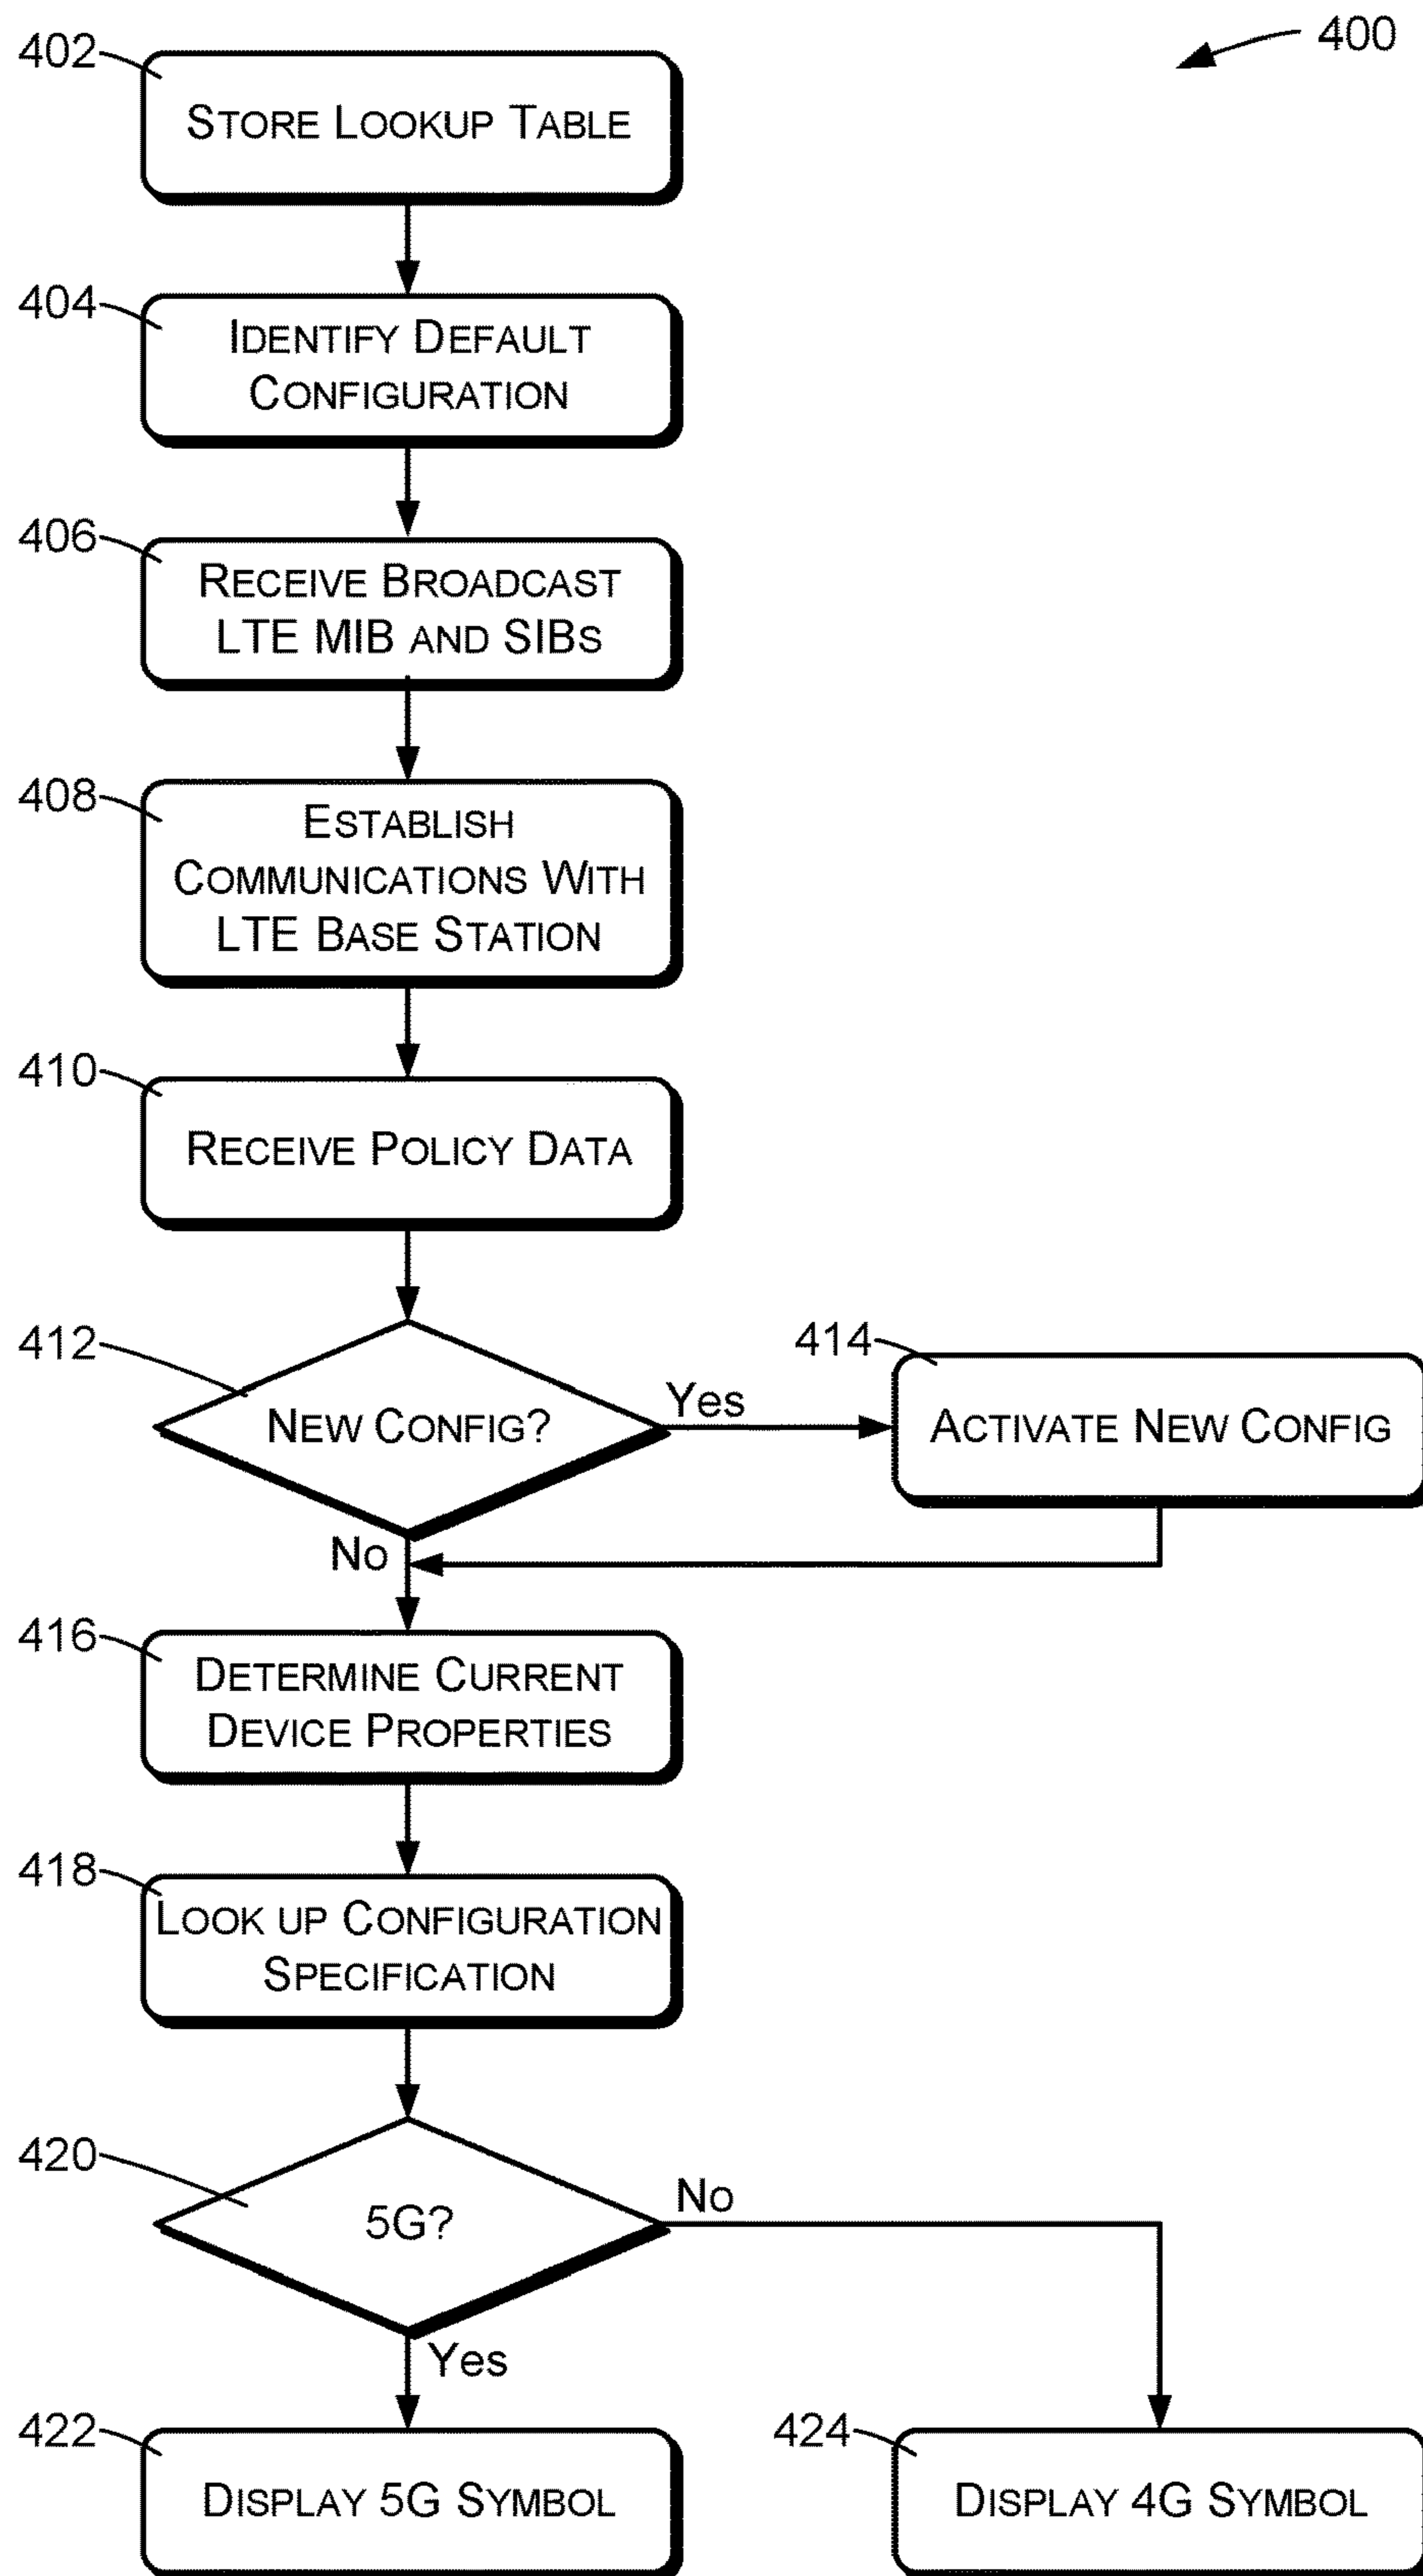 400
402
STORE LOOKUP TABLE
404
IDENTIFY DEFAULT
CONFIGURATION
406
RECEIVE BROADCAST
LTE MIB AND SIBS
408
ESTABLISH
COMMUNICATIONS WITH
LTE BASE STATION
410
RECEIVE POLICY DATA
412
NEW CONFIG?
Yes
414
ACTIVATE NEW CONFIG
No
416
DETERMINE CURRENT
DEVICE PROPERTIES
418
LOOK UP CONFIGURATION
SPECIFICATION
420
5G?
No
Yes
422
DISPLAY 5G SYMBOL
424
DISPLAY 4G SYMBOL